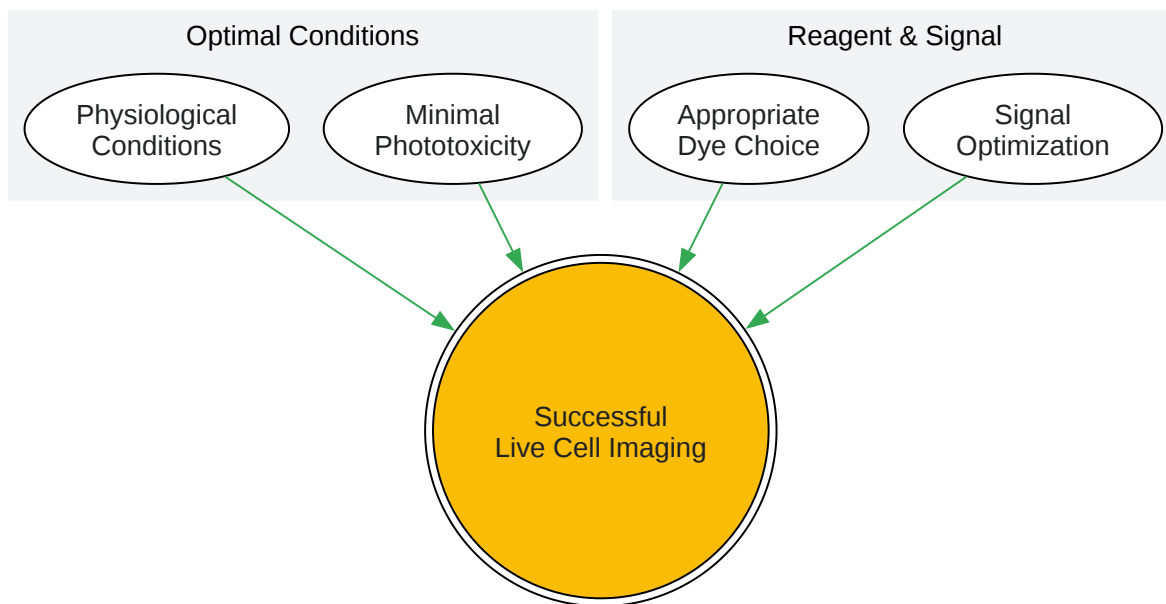 Optimal Conditions
Reagent & Signal
Physiological
Conditions
Minimal
Phototoxicity
Appropriate
Dye Choice
Signal
Optimization
Successful
Live Cell Imaging